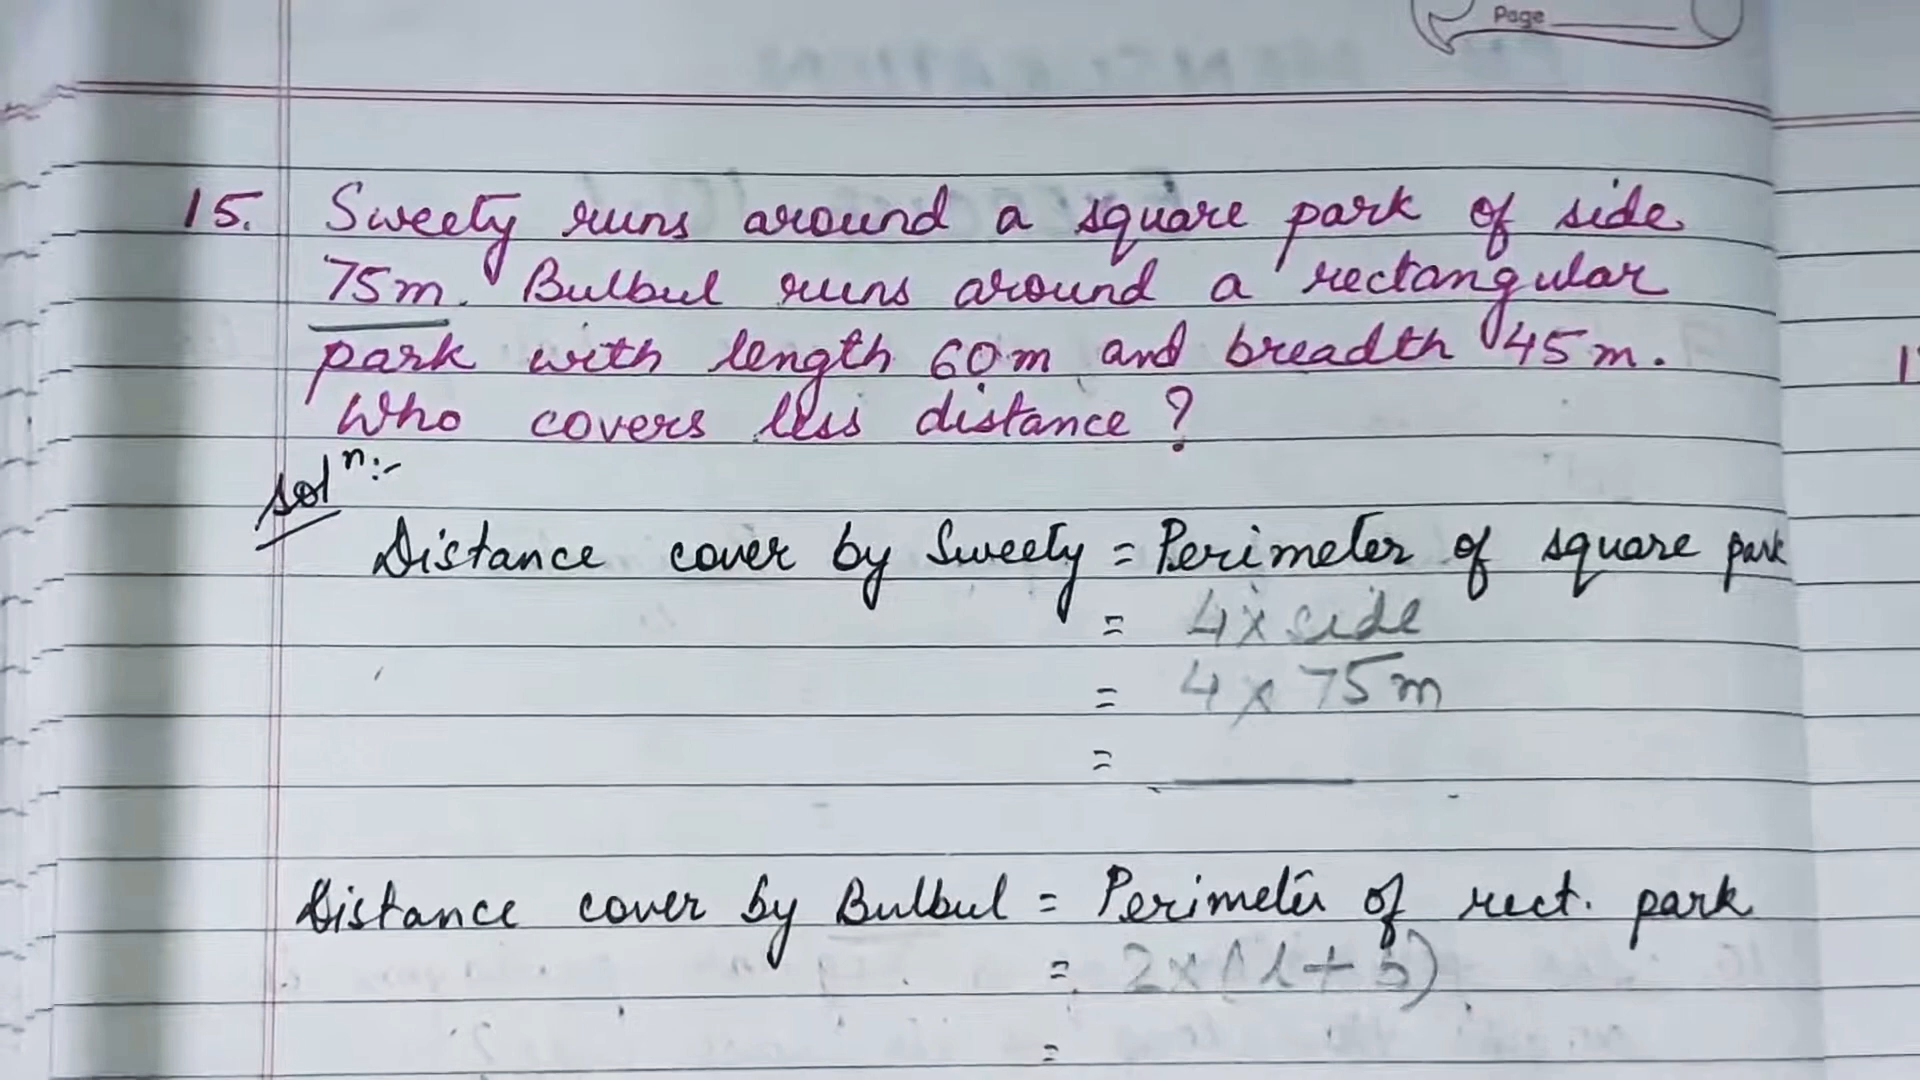 Page
15. Sweety runs around a square park of side
75m. Bulbul runs around a rectangular
park with length 60m and breadth 45m.
Who covers less distance?
Solⁿ:-
Distance cover by Sweety = Perimeter of square park
= 4 x side
= 4 x 75m
=
Distance cover by Bulbul = Perimeter of rect. park
= 2x(l+b)
=